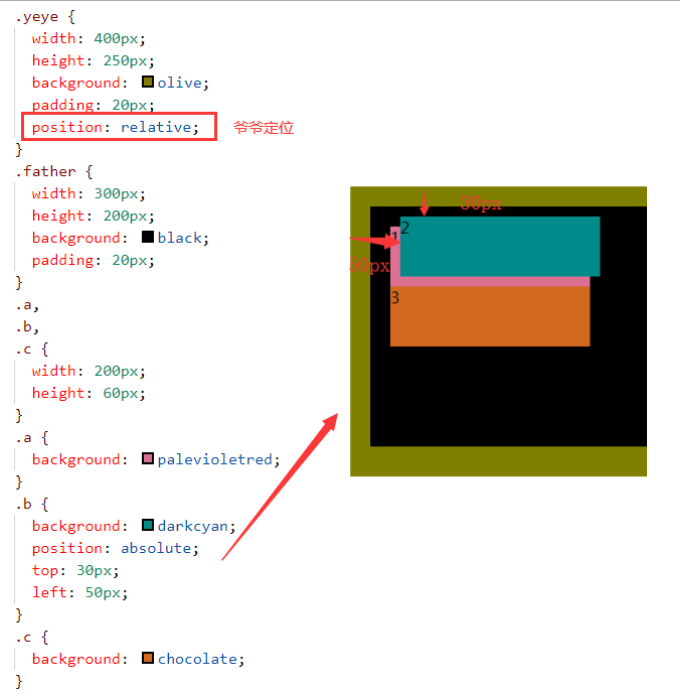 .yeye {
width: 400px;
height: 250px;
background: olive;
padding: 20px;
position: relative;
爷爷定位
}
.father {
width: 300px;
height: 200px;
background: black;
padding: 20px;
}
.a,
.b,
.c {
width: 200px;
height: 60px;
}
.a {
background: palevioletred;
}
.b {
background: darkcyan;
position: absolute;
top: 30px;
left: 50px;
}
.c {
background: chocolate;
}
30px
2
1
50px
3